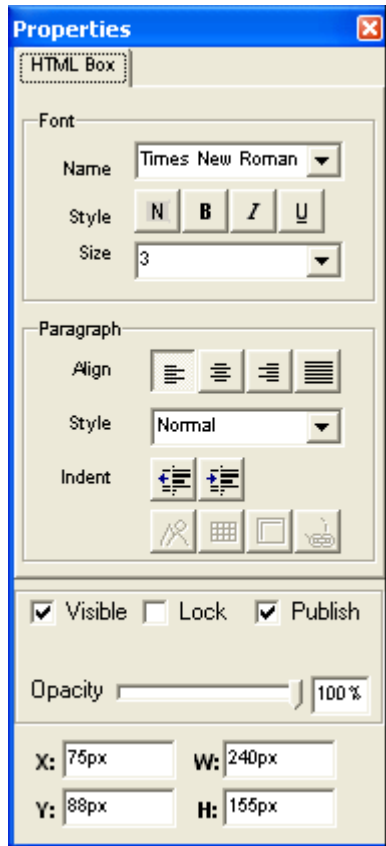 Properties
HTML Box
Font
Name Times New Roman
Style N B I U
Size 3
Paragraph
Align
Style Normal
Indent
Visible Lock Publish
Opacity 100%
X: 75px W: 240px
Y: 88px H: 155px